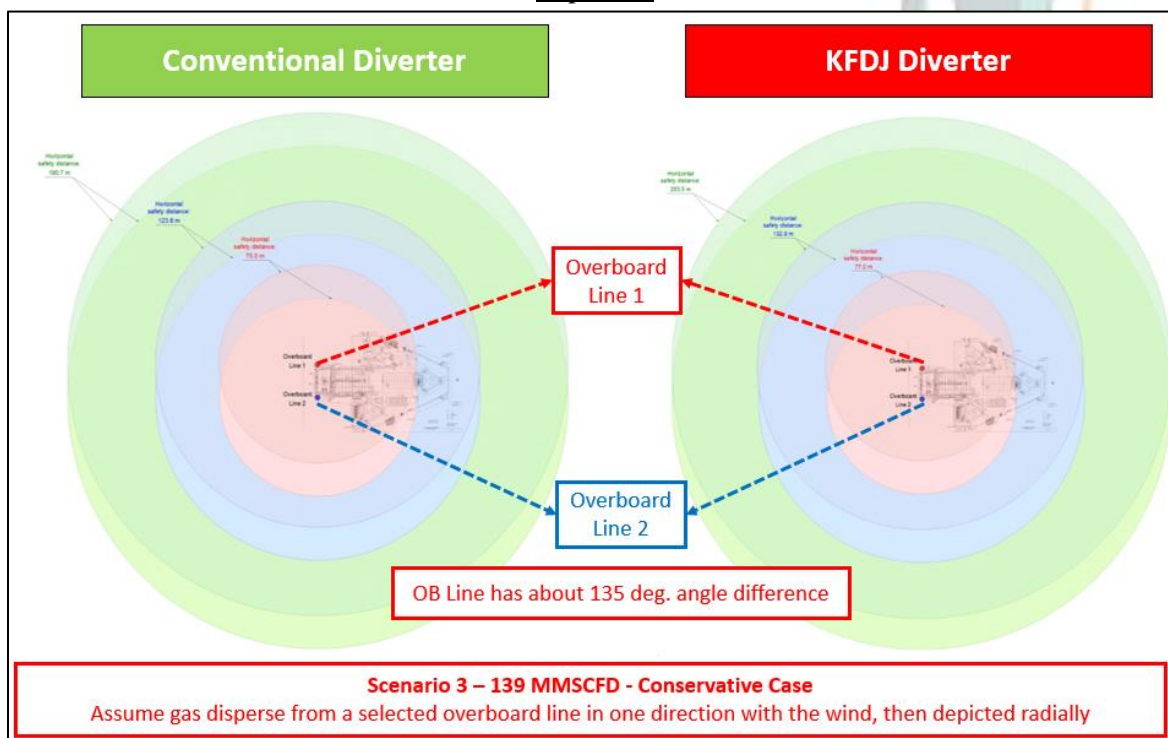 Conventional Diverter
KFDJ Diverter
Horizontal
safety distance:
Horizontal
safety distance:
123.8 m
Horizontal
safety distance:
Horizontal
safety distance:
Horizontal
safety distance:
Horizontal
safety distance:
Overboard
Line 1
Overboard
Line 1
Overboard
Line 2
Overboard
Line 1
Overboard
Line 2
Overboard
Line 2
OB Line has about 135 deg. angle difference
Scenario 3 – 139 MMSCFD - Conservative Case
Assume gas disperse from a selected overboard line in one direction with the wind, then depicted radially